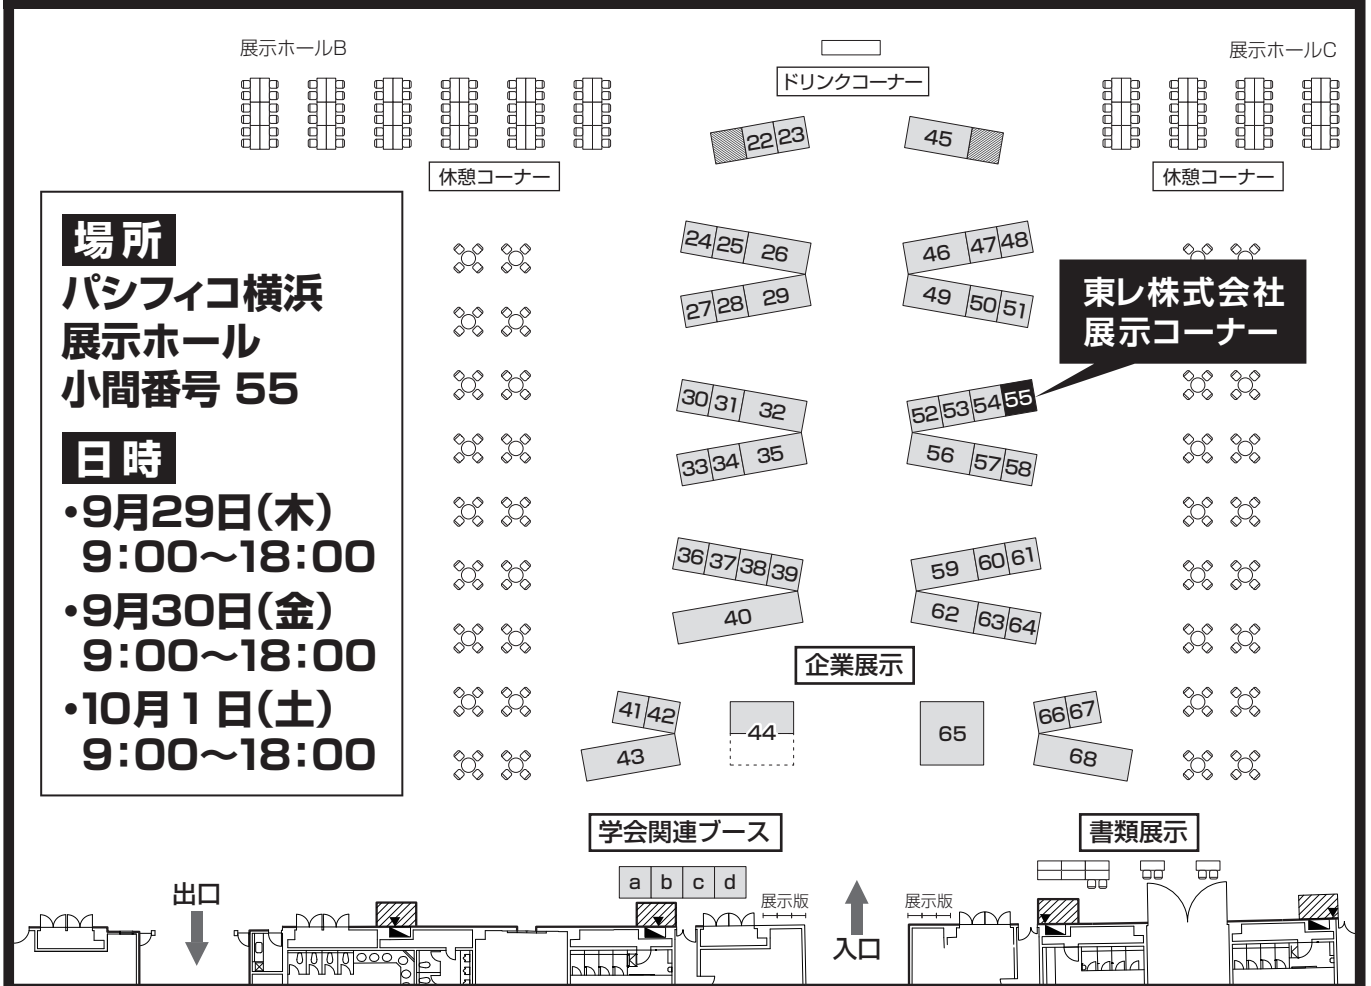 展示ホールB
展示ホールC
ドリンクコーナー
22 23
45
休憩コーナー
休憩コーナー
場所
パシフィコ横浜
展示ホール
小間番号 55
日時
・9月29日(木)
9:00〜18:00
・9月30日(金)
9:00〜18:00
・10月1日(土)
9:00〜18:00
24 25 26
27 28 29
46 47 48
49 50 51
東レ株式会社
展示コーナー
30 31 32
33 34 35
52 53 54 55
56 57 58
36 37 38 39
40
59 60 61
62 63 64
企業展示
41 42
43
44
65
66 67
68
学会関連ブース
書類展示
a b c d
出口
展示版
入口
展示版